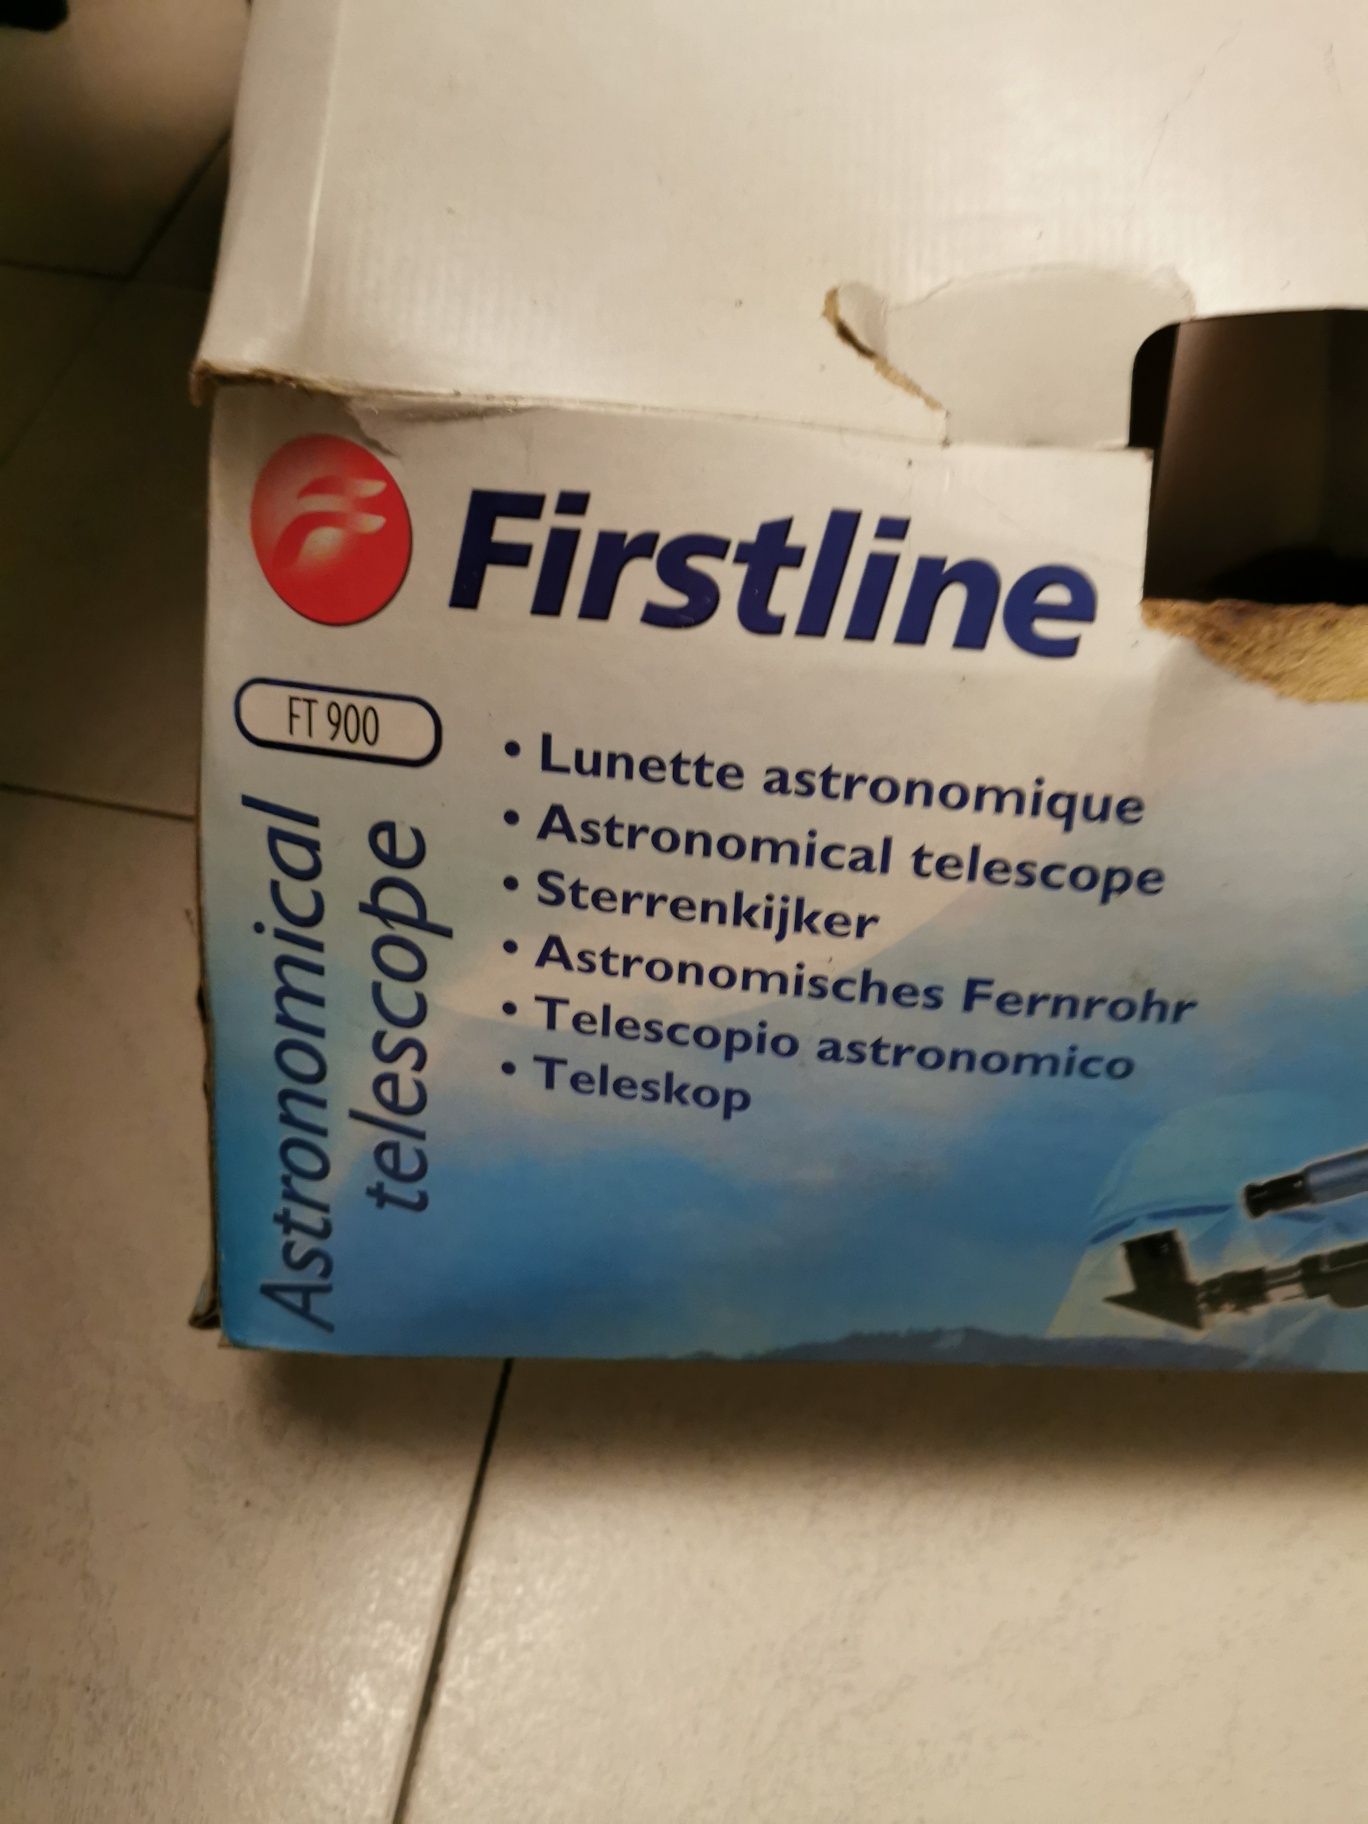 Firstline
FT 900
Astronomical
telescope
• Lunette astronomique
• Astronomical telescope
• Sterrenkijker
• Astronomisches Fernrohr
• Telescopio astronomico
• Teleskop